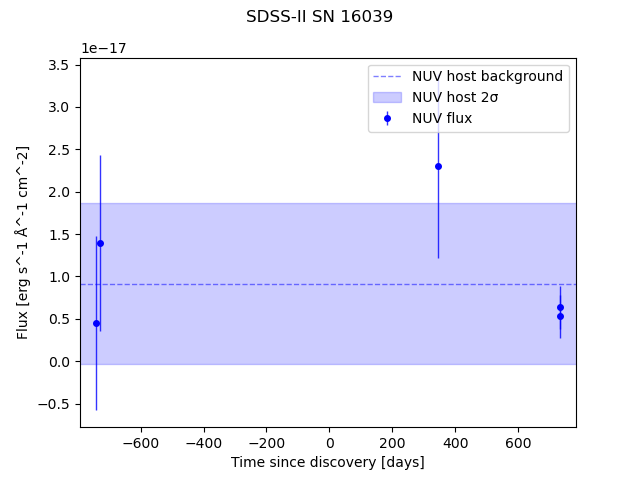 SDSS-II SN 16039
1e−17
3.5
3.0
2.5
2.0
1.5
1.0
0.5
0.0
−0.5
Flux [erg s^-1 Å^-1 cm^-2]
NUV host background
NUV host 2σ
NUV flux
−600 −400 −200 0 200 400 600
Time since discovery [days]